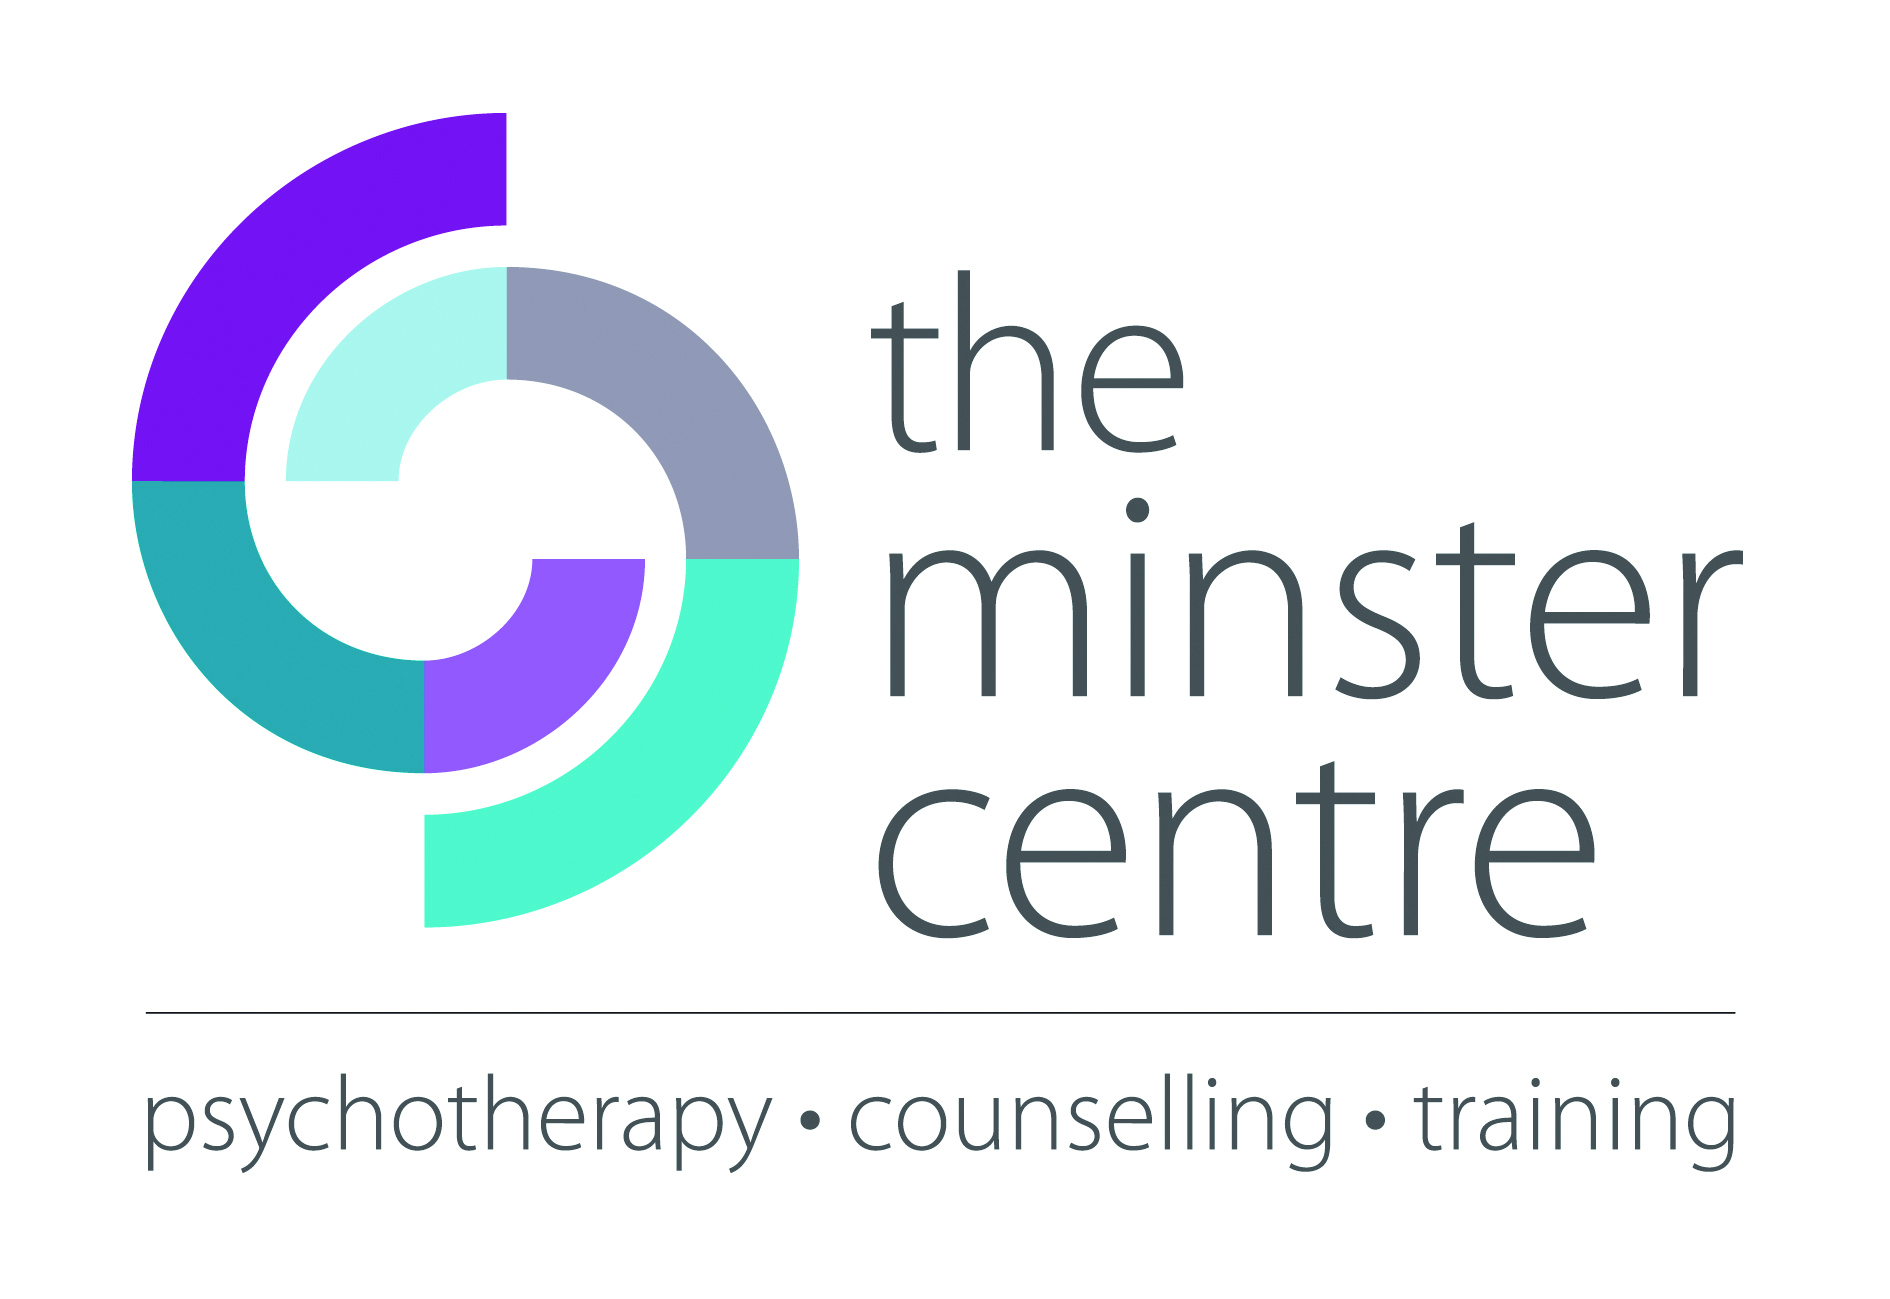 the
minster
centre
psychotherapy • counselling • training